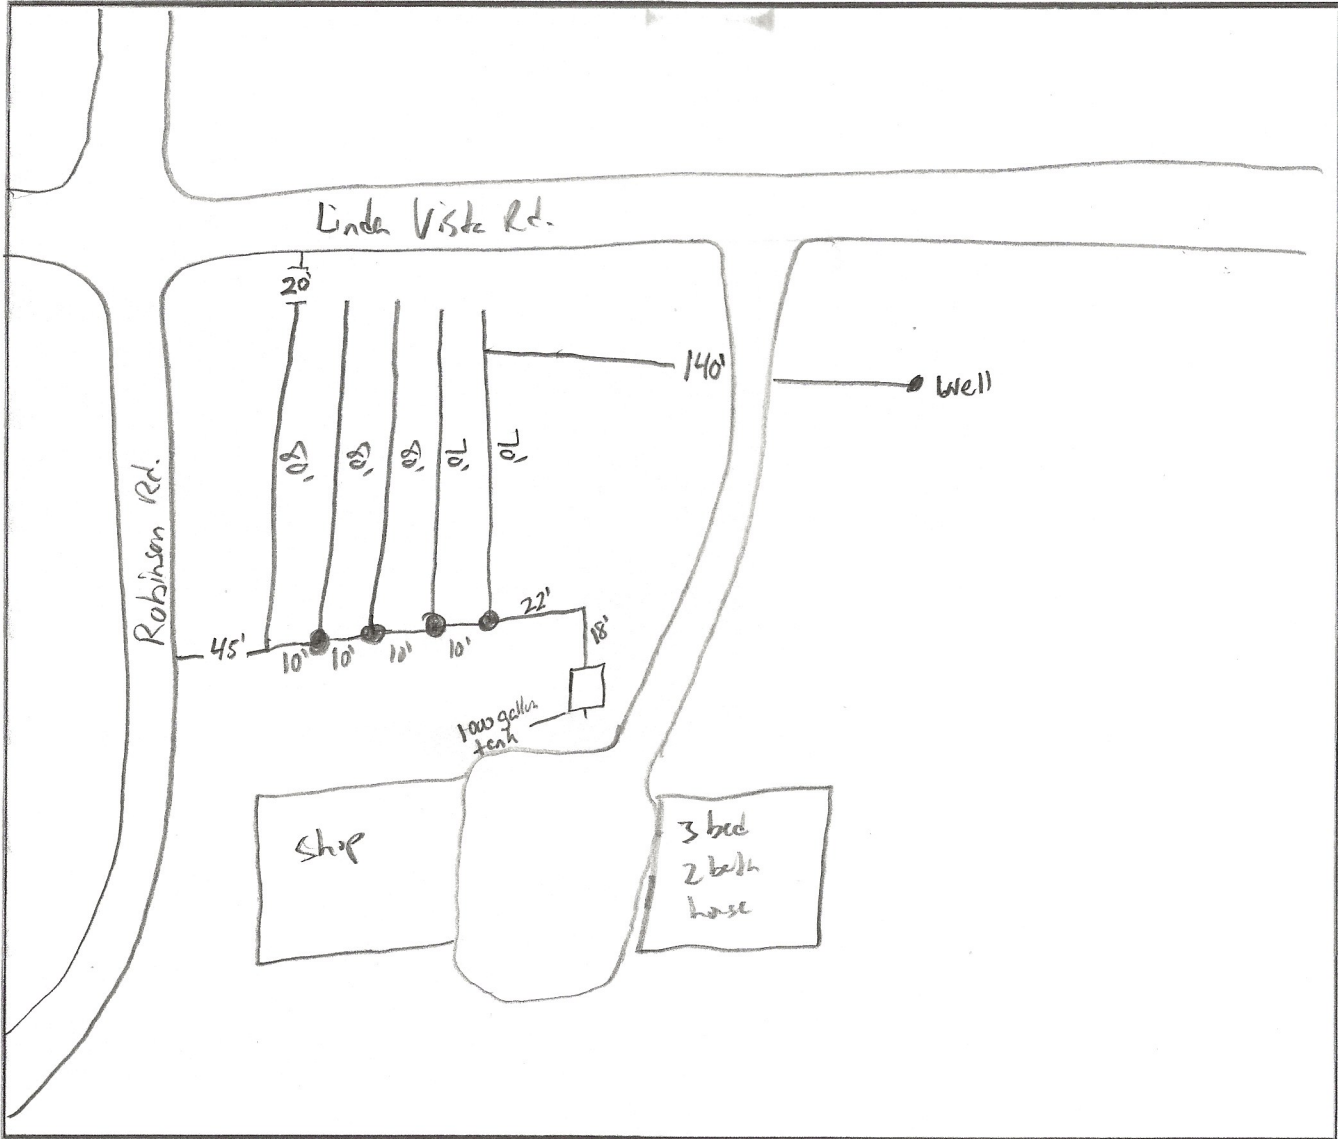 Linda Vista Rd.
20'
140'
Well
80'
80'
80'
70'
70'
Robinson Rd.
22'
18'
45'
10'
10'
10'
10'
1000 gallon
tank
Shop
3 bed
2 bath
house